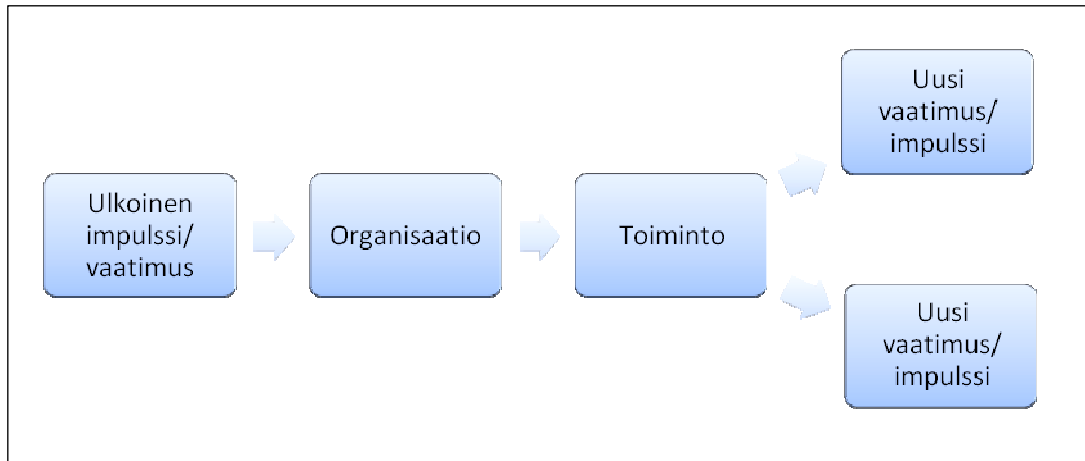 Ulkoinen
impulssi/
vaatimus
Organisaatio
Toiminto
Uusi
vaatimus/
impulssi
Uusi
vaatimus/
impulssi